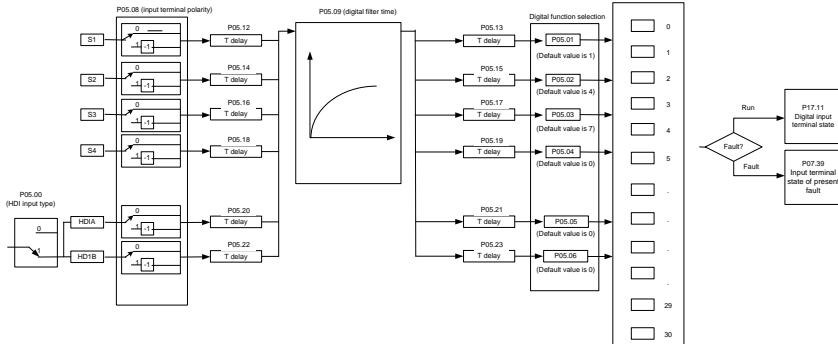 P05.08 (input terminal polarity)
P05.12
P05.09 (digital filter time)
P05.13
Digital function selection
S1
0
1
-1
T delay
T delay
P05.01
(Default value is 1)
0
1
P05.14
P05.15
S2
0
1
-1
T delay
T delay
P05.02
(Default value is 4)
2
P05.16
P05.17
S3
0
1
-1
T delay
T delay
P05.03
(Default value is 7)
3
4
P05.18
P05.19
S4
0
1
-1
T delay
T delay
P05.04
(Default value is 0)
5
Run
Fault?
Fault
P17.11
Digital input
terminal state
P07.39
Input terminal
state of present
fault
.
P05.00
(HDI input type)
0
1
P05.20
P05.21
HDIA
0
1
-1
T delay
T delay
P05.05
(Default value is 0)
.
P05.22
P05.23
HD1B
0
1
-1
T delay
T delay
P05.06
(Default value is 0)
.
.
29
30